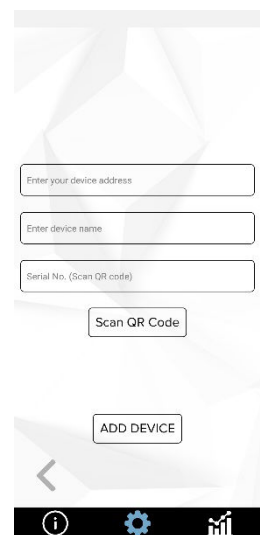 Enter your device address
Enter device name
Serial No. (Scan QR code)
Scan QR Code
ADD DEVICE